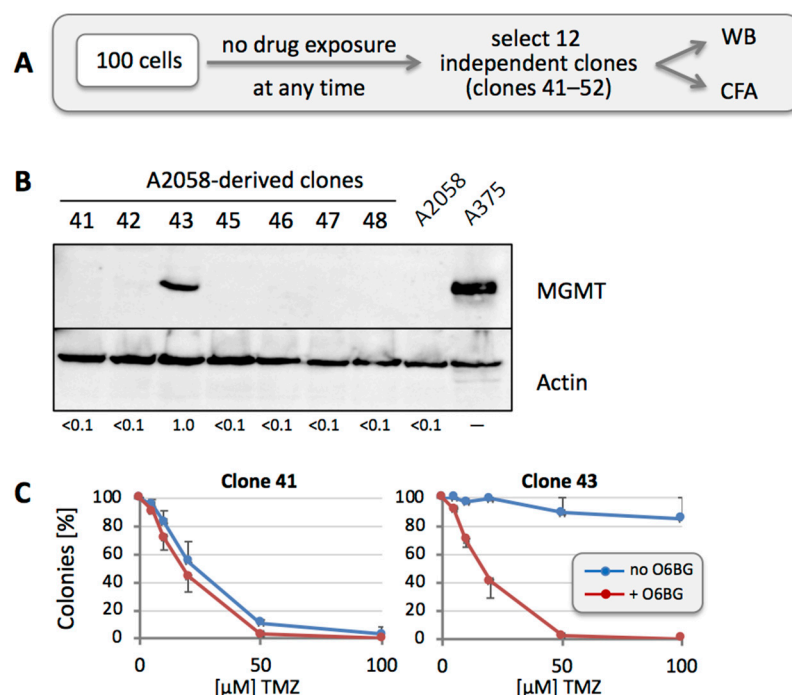 A
100 cells
no drug exposure
at any time
select 12
independent clones
(clones 41–52)
WB
CFA
B
A2058-derived clones
41 42 43 45 46 47 48 A2058 A375
MGMT
Actin
<0.1 <0.1 1.0 <0.1 <0.1 <0.1 <0.1 <0.1 —
C
Clone 41
Clone 43
Colonies [%]
100
80
60
40
20
0
0 50 100
[µM] TMZ
100
80
60
40
20
0
0 50 100
[µM] TMZ
no O6BG
+ O6BG